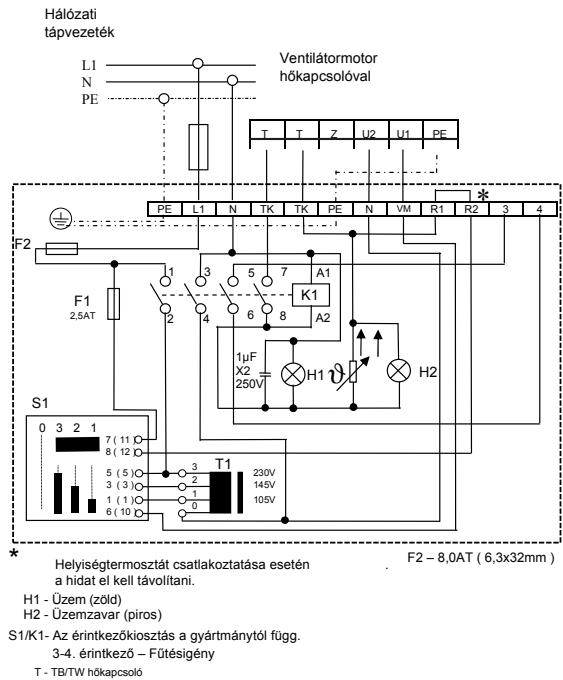 Hálózati
tápvezeték
L1
N
PE
Ventilátormotor
hőkapcsolóval
T T Z U2 U1 PE
*
PE L1 N TK TK PE N VM R1 R2 3 4
F2
1 3 5 7 A1
K1
2 4 6 8 A2
F1
2,5AT
1µF
X2
250V
H1
ϑ
H2
S1
0 3 2 1
7 ( 11 )
8 ( 12 )
5 ( 5 )
3 ( 3 )
1 ( 1 )
6 ( 10 )
T1
3 230V
2 145V
1 105V
0
*
Helyiségtermosztát csatlakoztatása esetén
a hidat el kell távolítani.
. F2 – 8,0AT ( 6,3x32mm )
H1 - Üzem (zöld)
H2 - Üzemzavar (piros)
S1/K1- Az érintkezőkiosztás a gyártmánytól függ.
3-4. érintkező – Fűtésigény
T - TB/TW hőkapcsoló